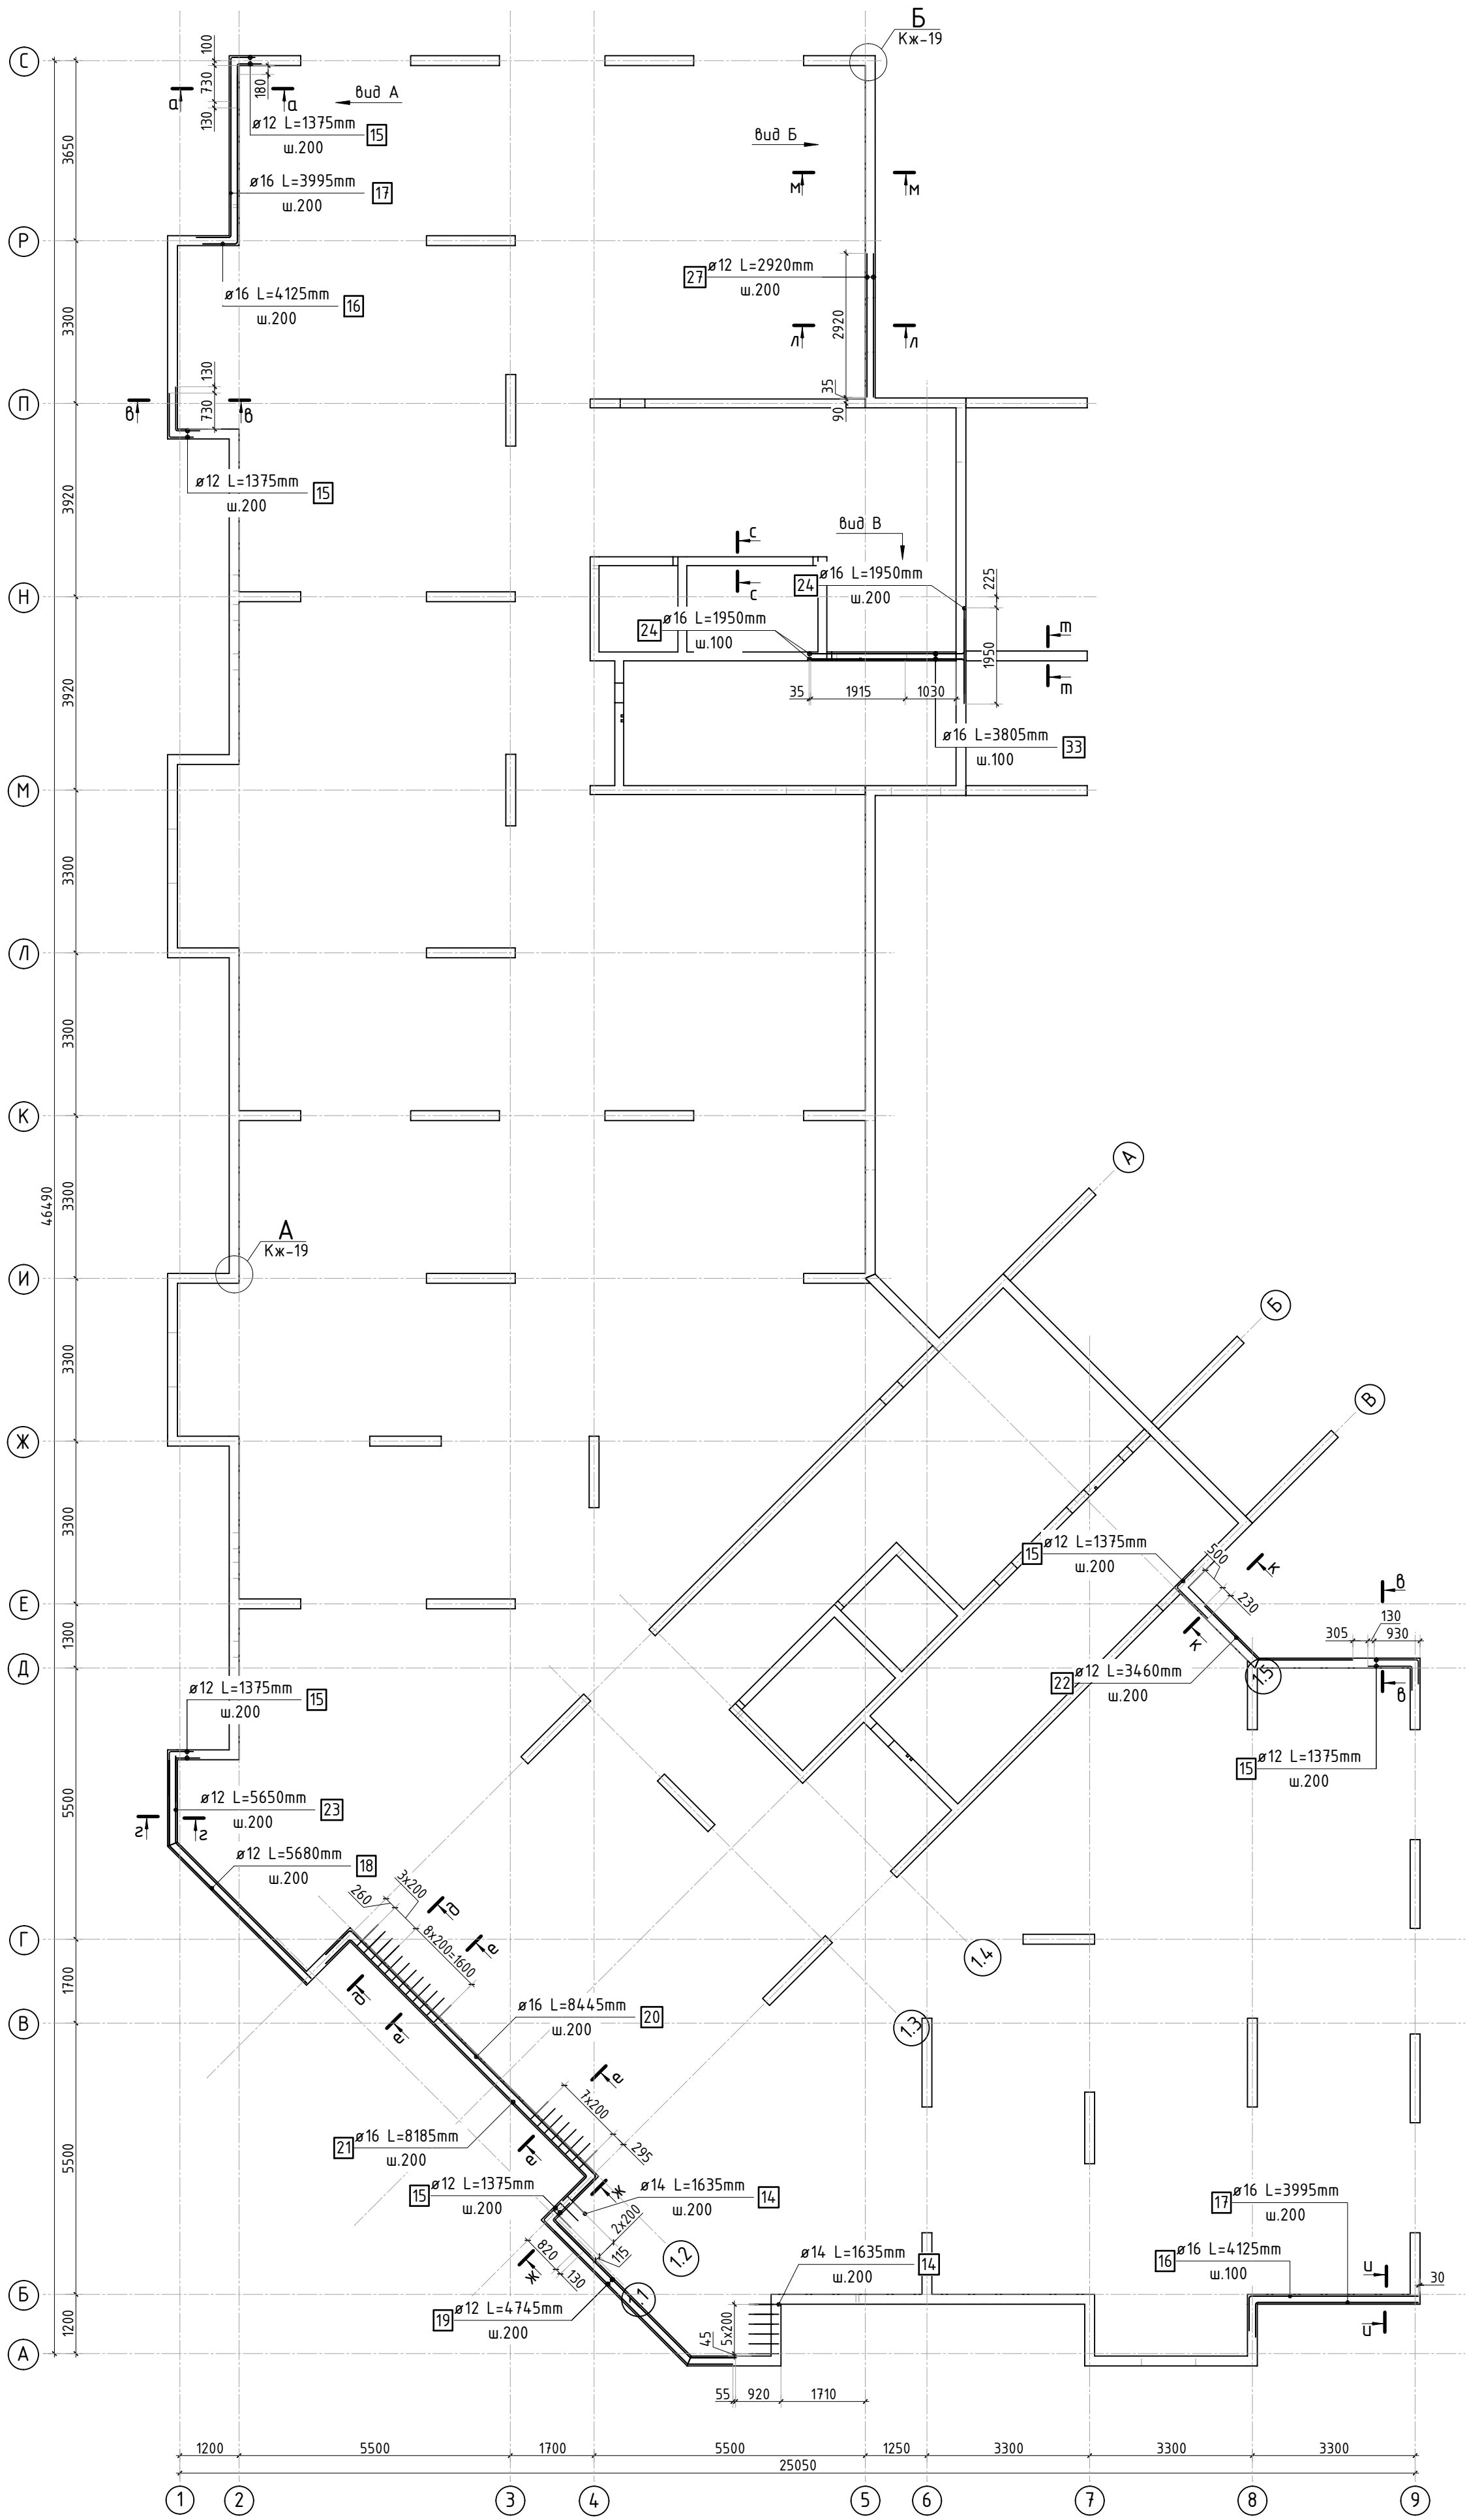 Б
Кж-19
С
100
730
130
180
а
а
вид А
ø12 L=1375mm
ш.200
15
вид Б
3650
м
м
ø16 L=3995mm
ш.200
17
Р
27
ø12 L=2920mm
ш.200
ø16 L=4125mm
ш.200
16
3300
2920
л
л
130
730
35
90
П
в
в
ø12 L=1375mm
ш.200
15
3920
вид В
с
с
24
ø16 L=1950mm
ш.200
225
Н
24
ø16 L=1950mm
ш.100
1950
т
т
3920
35
1915
1030
ø16 L=3805mm
ш.100
33
М
3300
Л
3300
К
А
46490
3300
А
Кж-19
И
Б
3300
В
Ж
3300
15
ø12 L=1375mm
ш.200
500
к
230
к
в
Е
1300
130
305
930
Д
22
ø12 L=3460mm
ш.200
1.5
в
ø12 L=1375mm
ш.200
15
15
ø12 L=1375mm
ш.200
5500
ø12 L=5650mm
ш.200
23
г
г
ø12 L=5680mm
ш.200
18
260
3x200
д
8x200=1600
е
Г
1.4
д
е
1700
ø16 L=8445mm
ш.200
20
В
1.3
е
7x200
21
ø16 L=8185mm
ш.200
е
295
5500
15
ø12 L=1375mm
ш.200
ж
ø14 L=1635mm
ш.200
14
17
ø16 L=3995mm
ш.200
2x200
820
115
1.2
ж
130
ø14 L=1635mm
ш.200
14
16
ø16 L=4125mm
ш.100
и
30
Б
1.1
19
ø12 L=4745mm
ш.200
и
1200
45
5x200
А
55
920
1710
1200
5500
1700
5500
1250
3300
3300
3300
25050
1
2
3
4
5
6
7
8
9